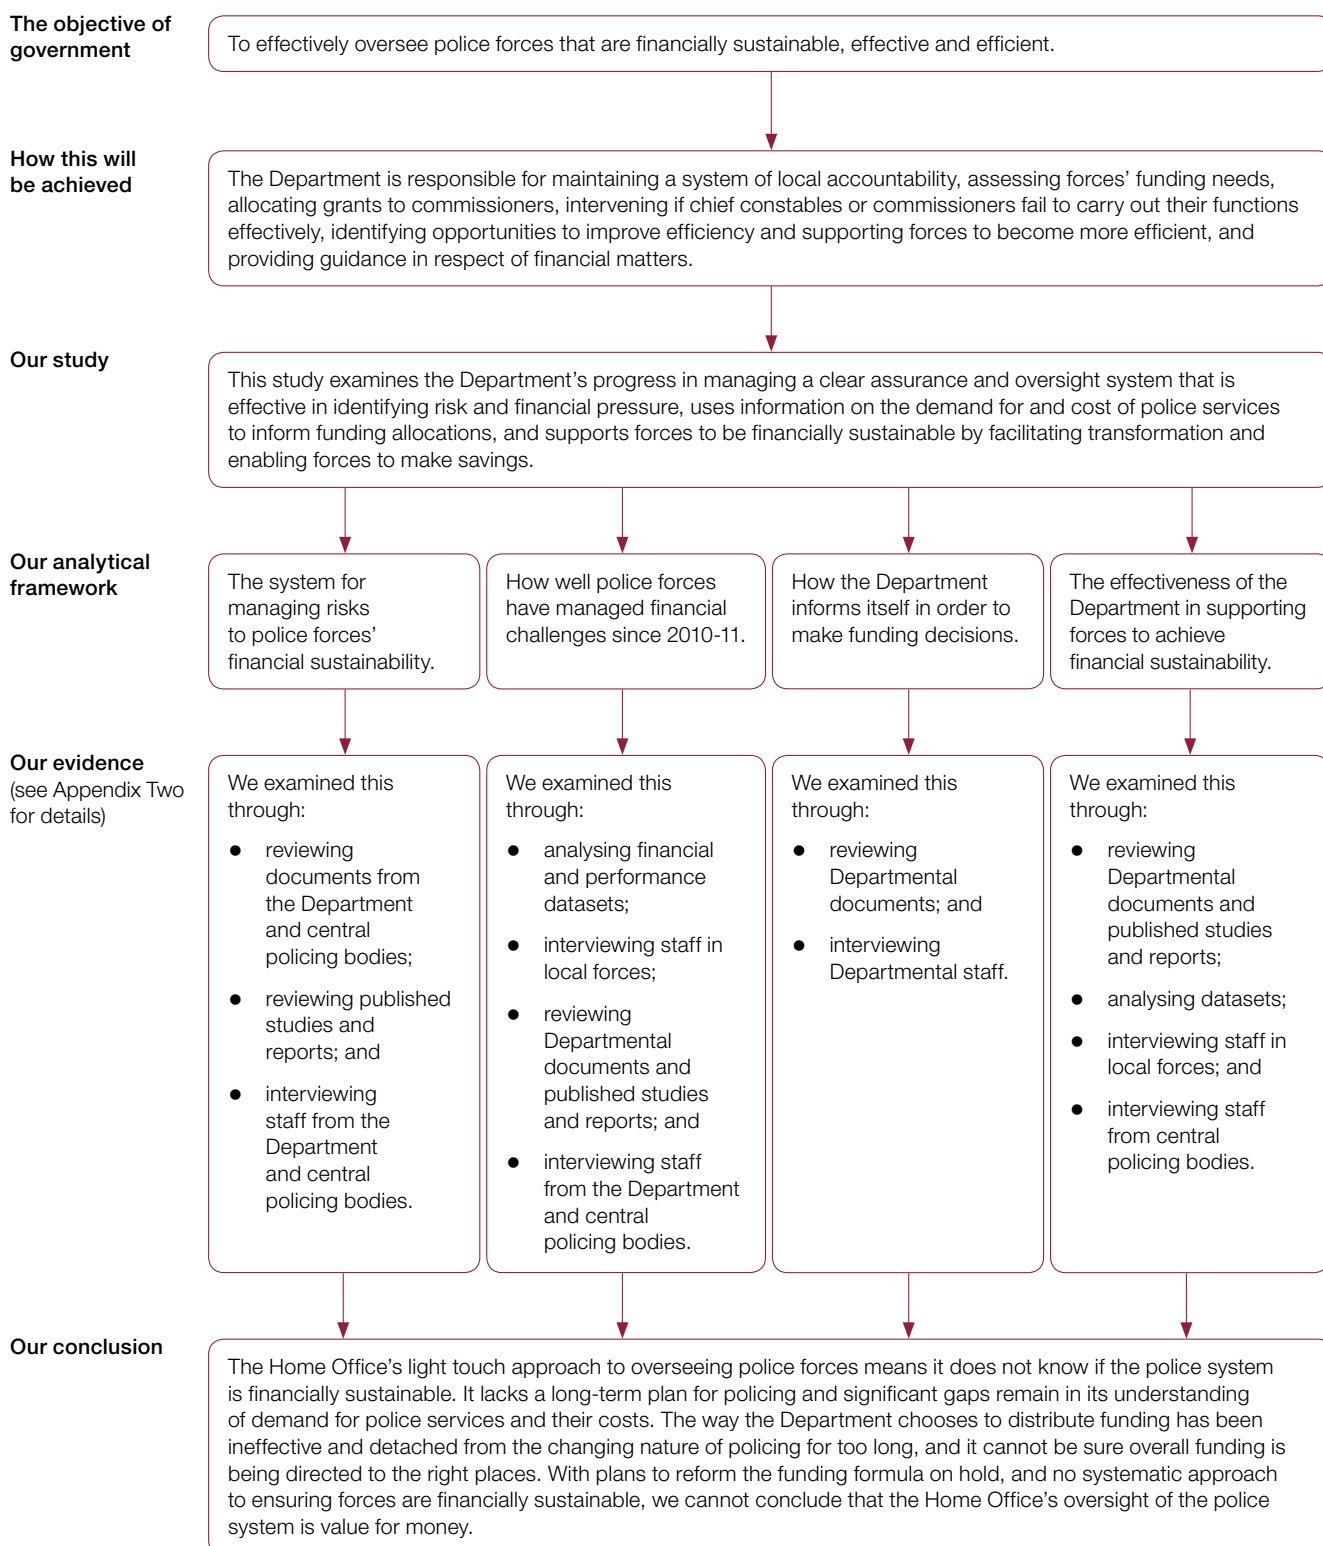 The objective of
government
To effectively oversee police forces that are financially sustainable, effective and efficient.
How this will
be achieved
The Department is responsible for maintaining a system of local accountability, assessing forces’ funding needs,
allocating grants to commissioners, intervening if chief constables or commissioners fail to carry out their functions
effectively, identifying opportunities to improve efficiency and supporting forces to become more efficient, and
providing guidance in respect of financial matters.
Our study
This study examines the Department’s progress in managing a clear assurance and oversight system that is
effective in identifying risk and financial pressure, uses information on the demand for and cost of police services
to inform funding allocations, and supports forces to be financially sustainable by facilitating transformation and
enabling forces to make savings.
Our analytical
framework
The system for
managing risks
to police forces’
financial sustainability.
How well police forces
have managed financial
challenges since 2010-11.
How the Department
informs itself in order to
make funding decisions.
The effectiveness of the
Department in supporting
forces to achieve
financial sustainability.
Our evidence
(see Appendix Two
for details)
We examined this
through:
● reviewing
documents from
the Department
and central
policing bodies;
● reviewing published
studies and
reports; and
● interviewing
staff from the
Department
and central
policing bodies.
We examined this
through:
● analysing financial
and performance
datasets;
● interviewing staff in
local forces;
● reviewing
Departmental
documents and
published studies
and reports; and
● interviewing staff
from the Department
and central
policing bodies.
We examined this
through:
● reviewing
Departmental
documents; and
● interviewing
Departmental staff.
We examined this
through:
● reviewing
Departmental
documents and
published studies
and reports;
● analysing datasets;
● interviewing staff in
local forces; and
● interviewing staff
from central
policing bodies.
Our conclusion
The Home Office’s light touch approach to overseeing police forces means it does not know if the police system
is financially sustainable. It lacks a long-term plan for policing and significant gaps remain in its understanding
of demand for police services and their costs. The way the Department chooses to distribute funding has been
ineffective and detached from the changing nature of policing for too long, and it cannot be sure overall funding is
being directed to the right places. With plans to reform the funding formula on hold, and no systematic approach
to ensuring forces are financially sustainable, we cannot conclude that the Home Office’s oversight of the police
system is value for money.